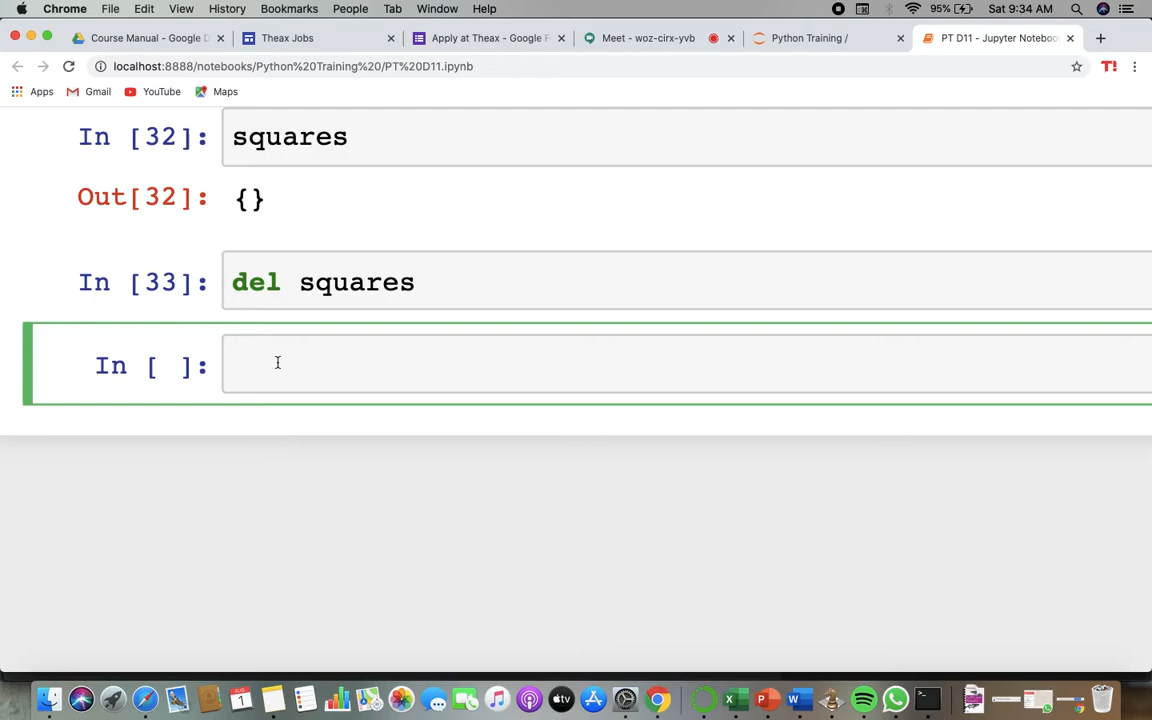 Chrome File Edit View History Bookmarks People Tab Window Help 95% Sat 9:34 AM
Course Manual - Google D Theax Jobs Apply at Theax - Google F Meet - woz-cirx-yvb Python Training / PT D11 - Jupyter Noteboo
localhost:8888/notebooks/Python%20Training%20/PT%20D11.ipynb T!
Apps Gmail YouTube Maps
In [32]: squares
Out[32]: {}
In [33]: del squares
In [ ]:
AUG
1
tv